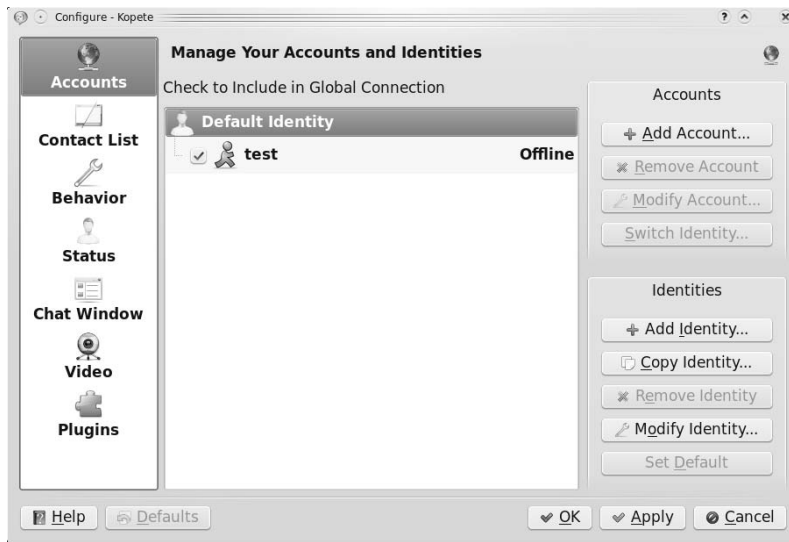 Configure - Kopete
Accounts
Contact List
Behavior
Status
Chat Window
Video
Plugins
Manage Your Accounts and Identities
Check to Include in Global Connection
Default Identity
test Offline
Accounts
Add Account...
Remove Account
Modify Account...
Switch Identity...
Identities
Add Identity...
Copy Identity...
Remove Identity
Modify Identity...
Set Default
Help
Defaults
OK
Apply
Cancel